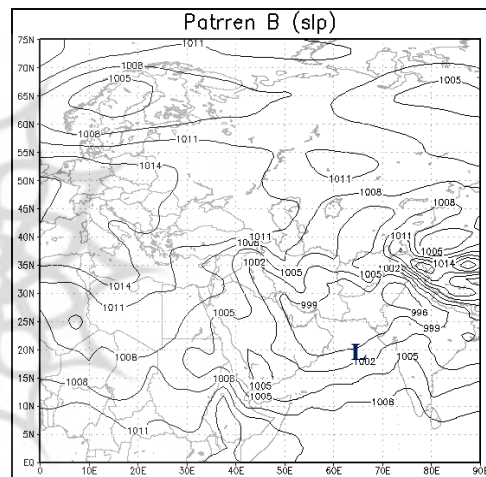 Patrren B (slp)
75N
1011
70N
1008
1005
1005
65N
60N
1008
1011
55N
1014
1011
50N
1008
45N
1011
1011
40N
1008
1005
35N
1002
1005
1005
1002
1014
1014
30N
1011
999
996
25N
1005
999
20N
1008
L
1002
1005
15N
1008
1005
1005
1008
10N
1011
5N
EQ
0
10E
20E
30E
40E
50E
60E
70E
80E
90E